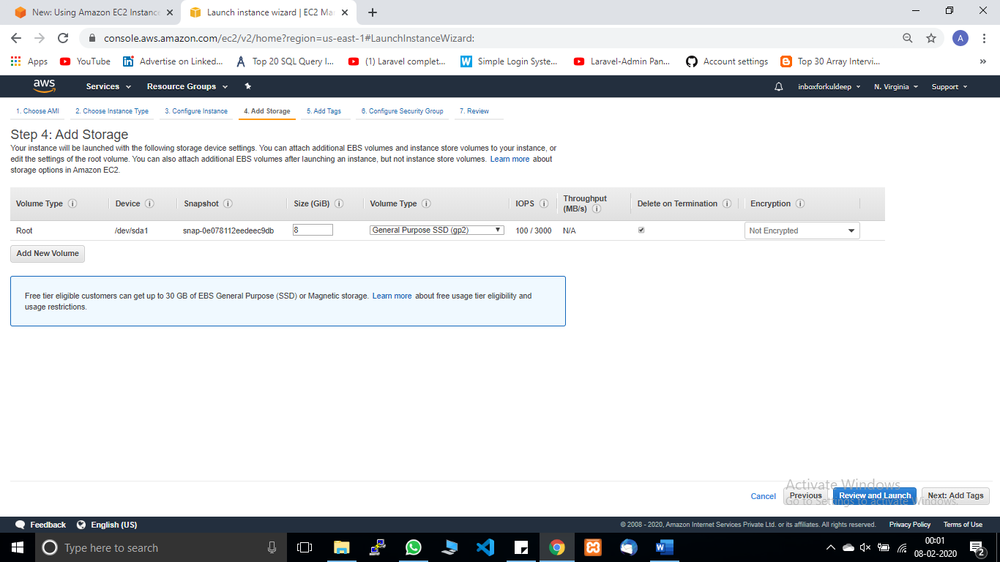 New: Using Amazon EC2 Instance
Launch instance wizard | EC2 Man
console.aws.amazon.com/ec2/v2/home?region=us-east-1#LaunchInstanceWizard:
A
Apps YouTube Advertise on Linked... Top 20 SQL Query I... (1) Laravel complet... Simple Login Syste... Laravel-Admin Pan... Account settings Top 30 Array Intervi... »
aws Services Resource Groups inboxforkuldeep N. Virginia Support
1. Choose AMI 2. Choose Instance Type 3. Configure Instance 4. Add Storage 5. Add Tags 6. Configure Security Group 7. Review
Step 4: Add Storage
Your instance will be launched with the following storage device settings. You can attach additional EBS volumes and instance store volumes to your instance, or
edit the settings of the root volume. You can also attach additional EBS volumes after launching an instance, but not instance store volumes. Learn more about
storage options in Amazon EC2.
Volume Type Device Snapshot Size (GiB) Volume Type IOPS Throughput (MB/s) Delete on Termination Encryption
Root /dev/sda1 snap-0e078112eedeec9db 8 General Purpose SSD (gp2) 100 / 3000 N/A Not Encrypted
Add New Volume
Free tier eligible customers can get up to 30 GB of EBS General Purpose (SSD) or Magnetic storage. Learn more about free usage tier eligibility and
usage restrictions.
Activate Windows
Go to Settings to activate Windows.
Cancel Previous Review and Launch Next: Add Tags
Feedback English (US) © 2008 - 2020, Amazon Internet Services Private Ltd. or its affiliates. All rights reserved. Privacy Policy Terms of Use
Type here to search
00:01
08-02-2020
2